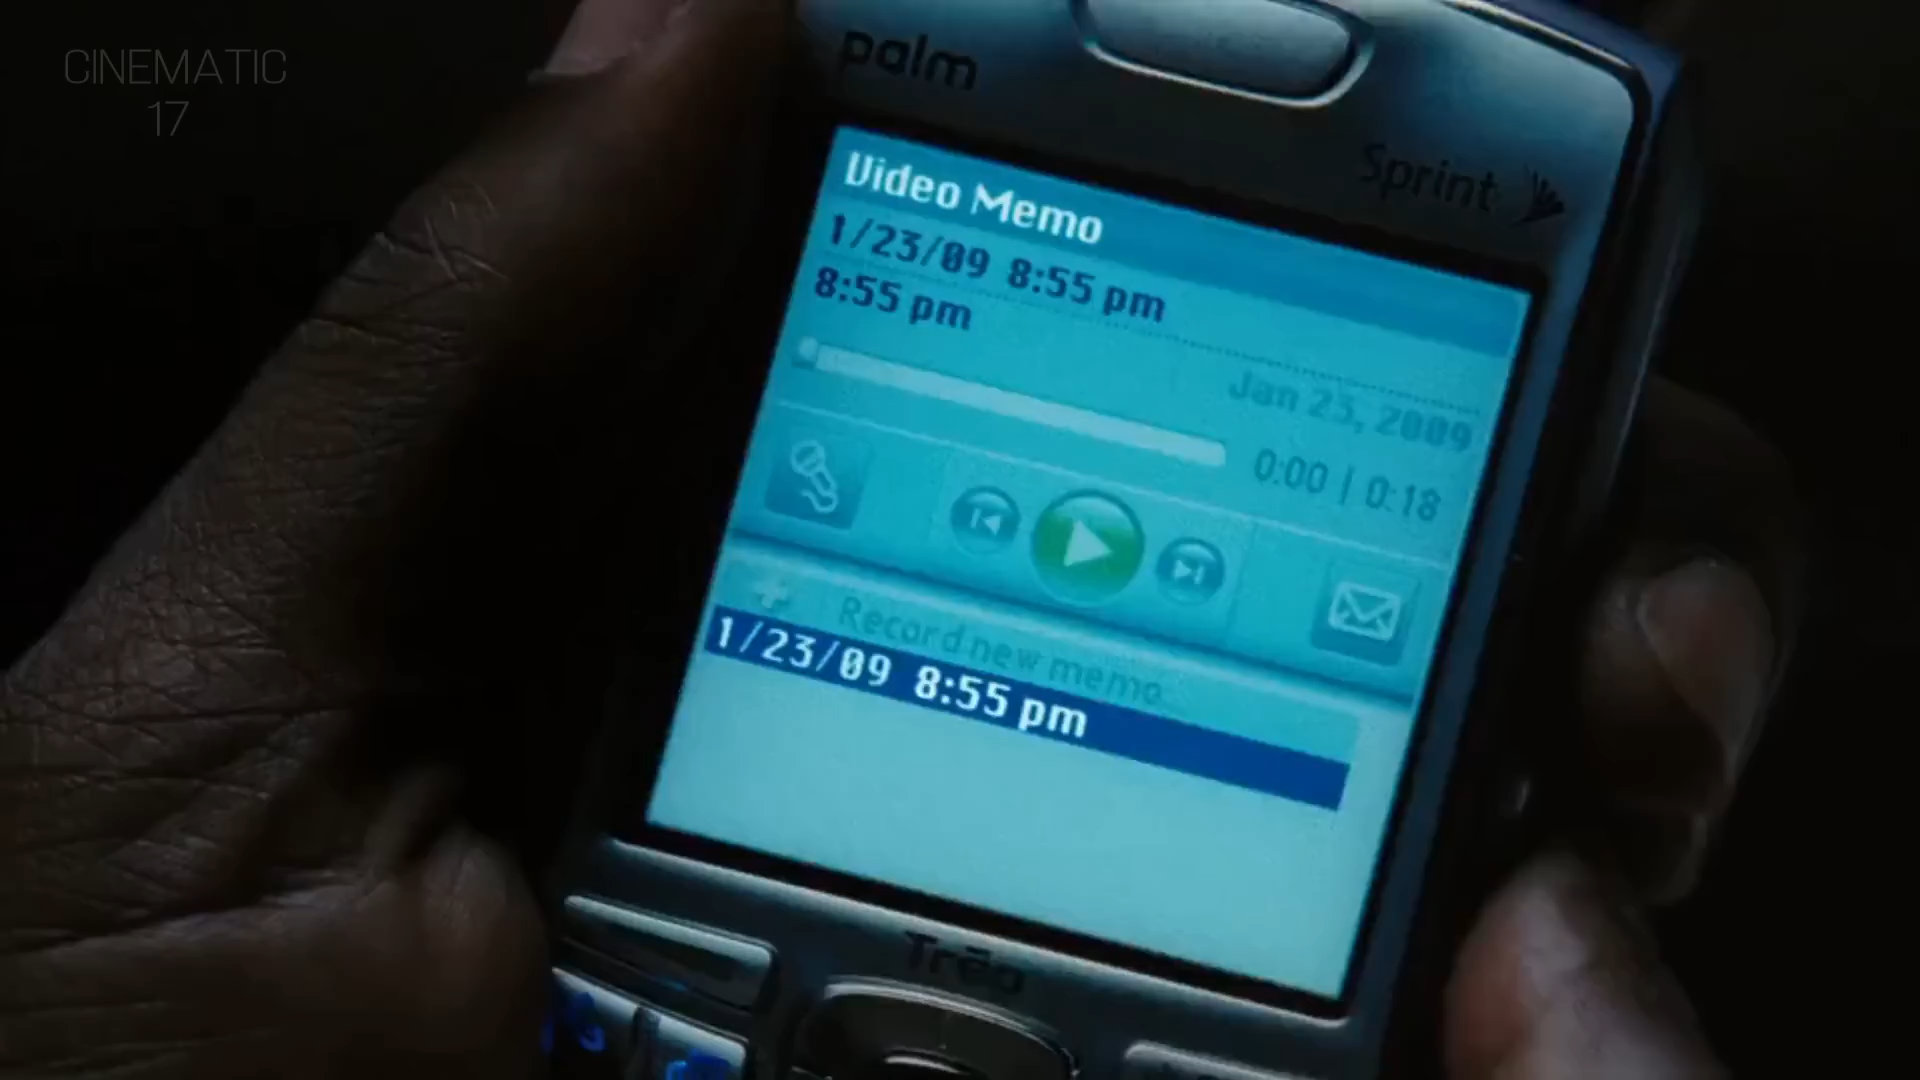 CINEMATIC
17
palm
Sprint
Video Memo
1/23/09 8:55 pm
8:55 pm
Jan 23, 2009
0:00 | 0:18
Record new memo...
1/23/09 8:55 pm
Trēo